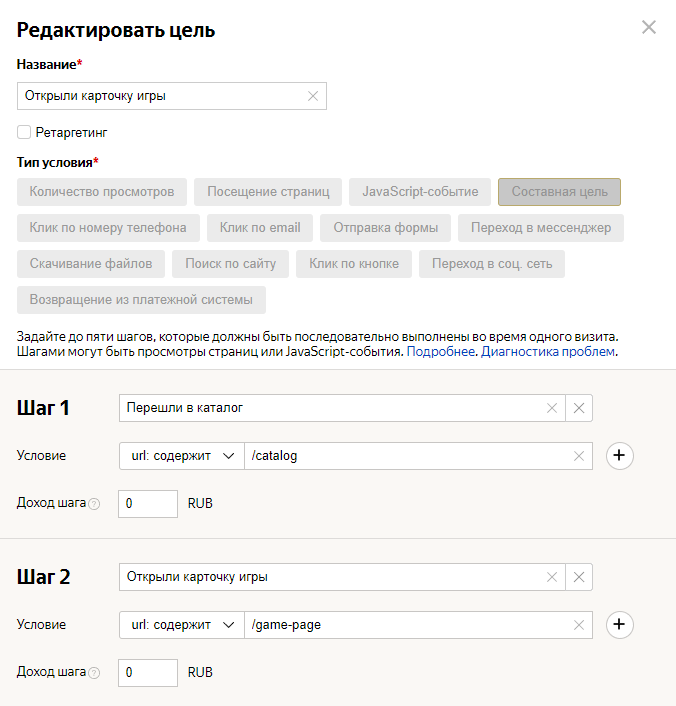 Редактировать цель
Название*
Открыли карточку игры
Ретаргетинг
Тип условия*
Количество просмотров
Посещение страниц
JavaScript-событие
Составная цель
Клик по номеру телефона
Клик по email
Отправка формы
Переход в мессенджер
Скачивание файлов
Поиск по сайту
Клик по кнопке
Переход в соц. сеть
Возвращение из платежной системы
Задайте до пяти шагов, которые должны быть последовательно выполнены во время одного визита.
Шагами могут быть просмотры страниц или JavaScript-события. Подробнее. Диагностика проблем.
Шаг 1
Перешли в каталог
Условие
url: содержит
/catalog
Доход шага ?
0
RUB
Шаг 2
Открыли карточку игры
Условие
url: содержит
/game-page
Доход шага ?
0
RUB